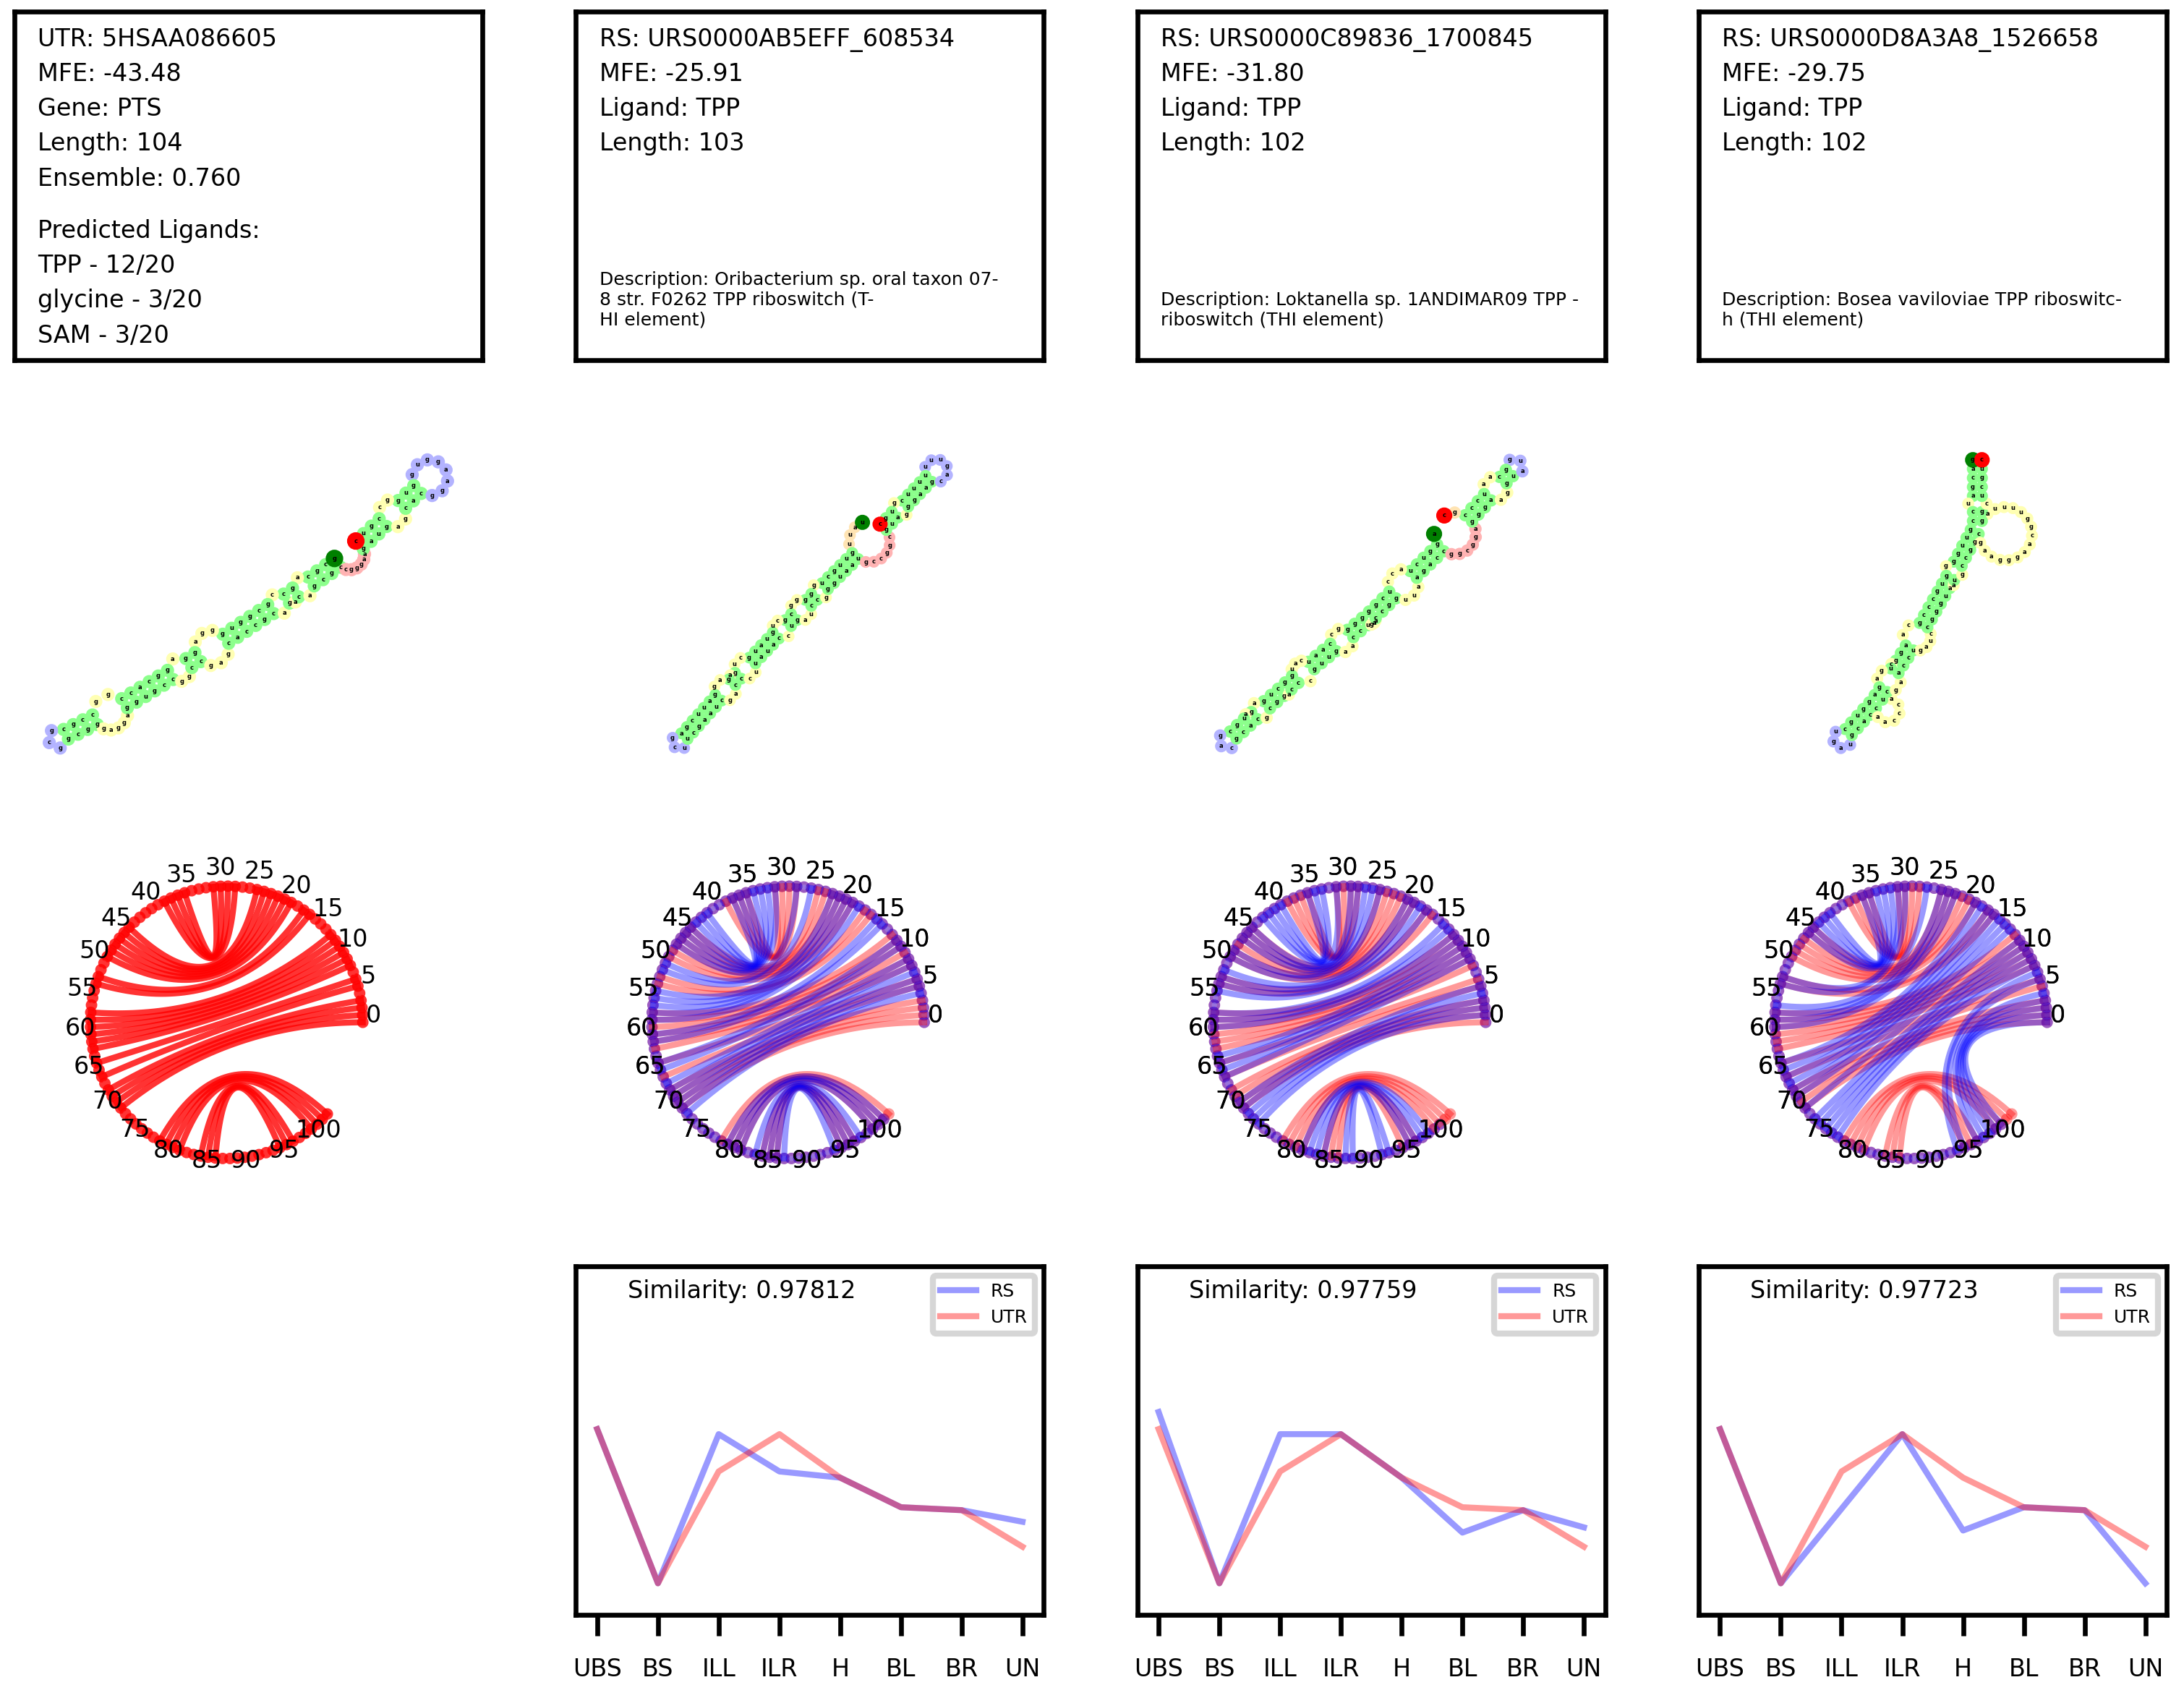 UTR: 5HSAA086605
MFE: -43.48
Gene: PTS
Length: 104
Ensemble: 0.760
Predicted Ligands:
TPP - 12/20
glycine - 3/20
SAM - 3/20
RS: URS0000AB5EFF_608534
MFE: -25.91
Ligand: TPP
Length: 103
Description: Oribacterium sp. oral taxon 07-
8 str. F0262 TPP riboswitch (T-
HI element)
RS: URS0000C89836_1700845
MFE: -31.80
Ligand: TPP
Length: 102
Description: Loktanella sp. 1ANDIMAR09 TPP -
riboswitch (THI element)
RS: URS0000D8A3A8_1526658
MFE: -29.75
Ligand: TPP
Length: 102
Description: Bosea vaviloviae TPP riboswitc-
h (THI element)
0 5 10 15 20 25 30 35 40 45 50 55 60 65 70 75 80 85 90 95 100
0 5 10 15 20 25 30 35 40 45 50 55 60 65 70 75 80 85 90 95 100
0 5 10 15 20 25 30 35 40 45 50 55 60 65 70 75 80 85 90 95 100
0 5 10 15 20 25 30 35 40 45 50 55 60 65 70 75 80 85 90 95 100
Similarity: 0.97812
RS
UTR
UBS BS ILL ILR H BL BR UN
Similarity: 0.97759
RS
UTR
UBS BS ILL ILR H BL BR UN
Similarity: 0.97723
RS
UTR
UBS BS ILL ILR H BL BR UN